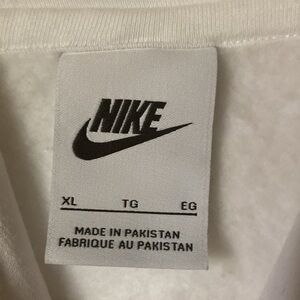 NIKE
XL TG EG
MADE IN PAKISTAN
FABRIQUE AU PAKISTAN